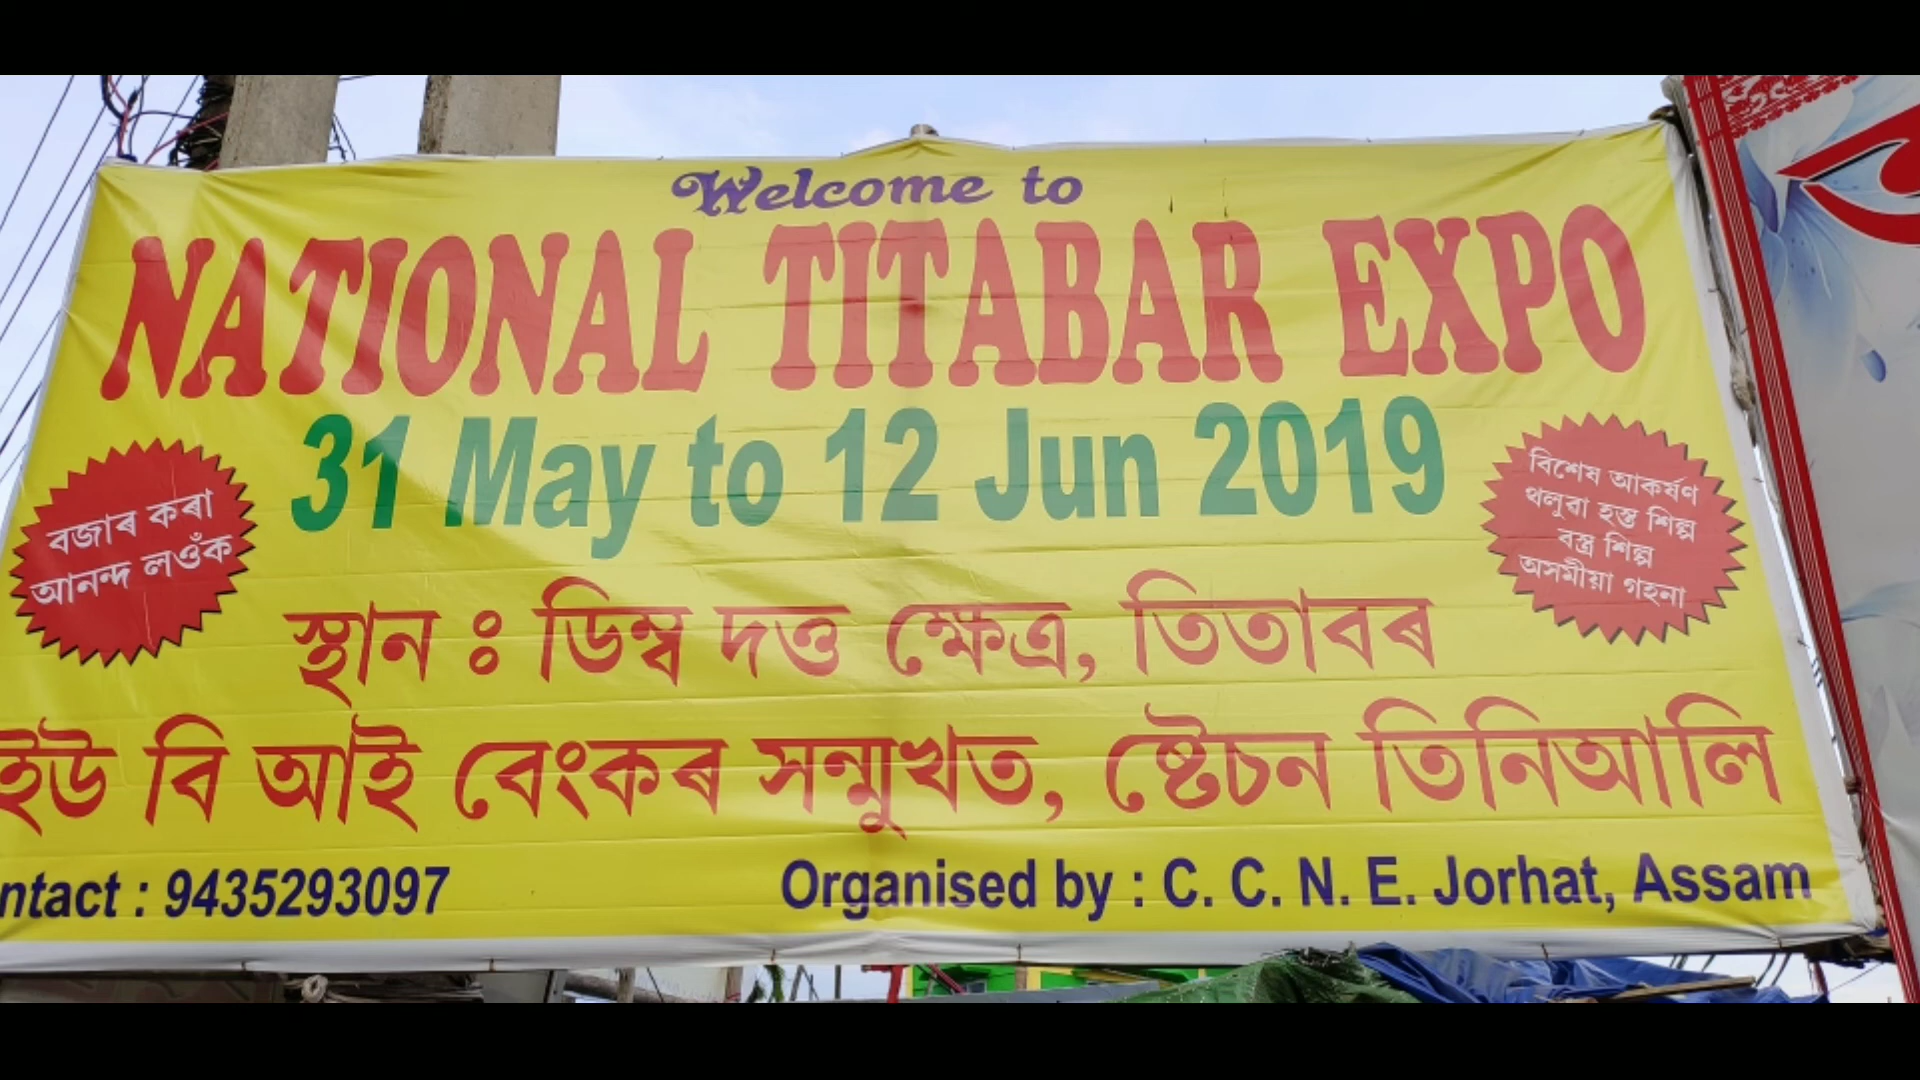 Welcome to
NATIONAL TITABAR EXPO
31 May to 12 Jun 2019
বজাৰ কৰা
আনন্দ লওঁক
বিশেষ আকৰ্ষণ
থলুৱা হস্ত শিল্প
বস্ত্ৰ শিল্প
অসমীয়া গহনা
স্থান ঃ ডিম্ব দত্ত ক্ষেত্ৰ, তিতাবৰ
ইউ বি আই বেংকৰ সন্মুখত, ষ্টেচন তিনিআলি
ntact : 9435293097
Organised by : C. C. N. E. Jorhat, Assam